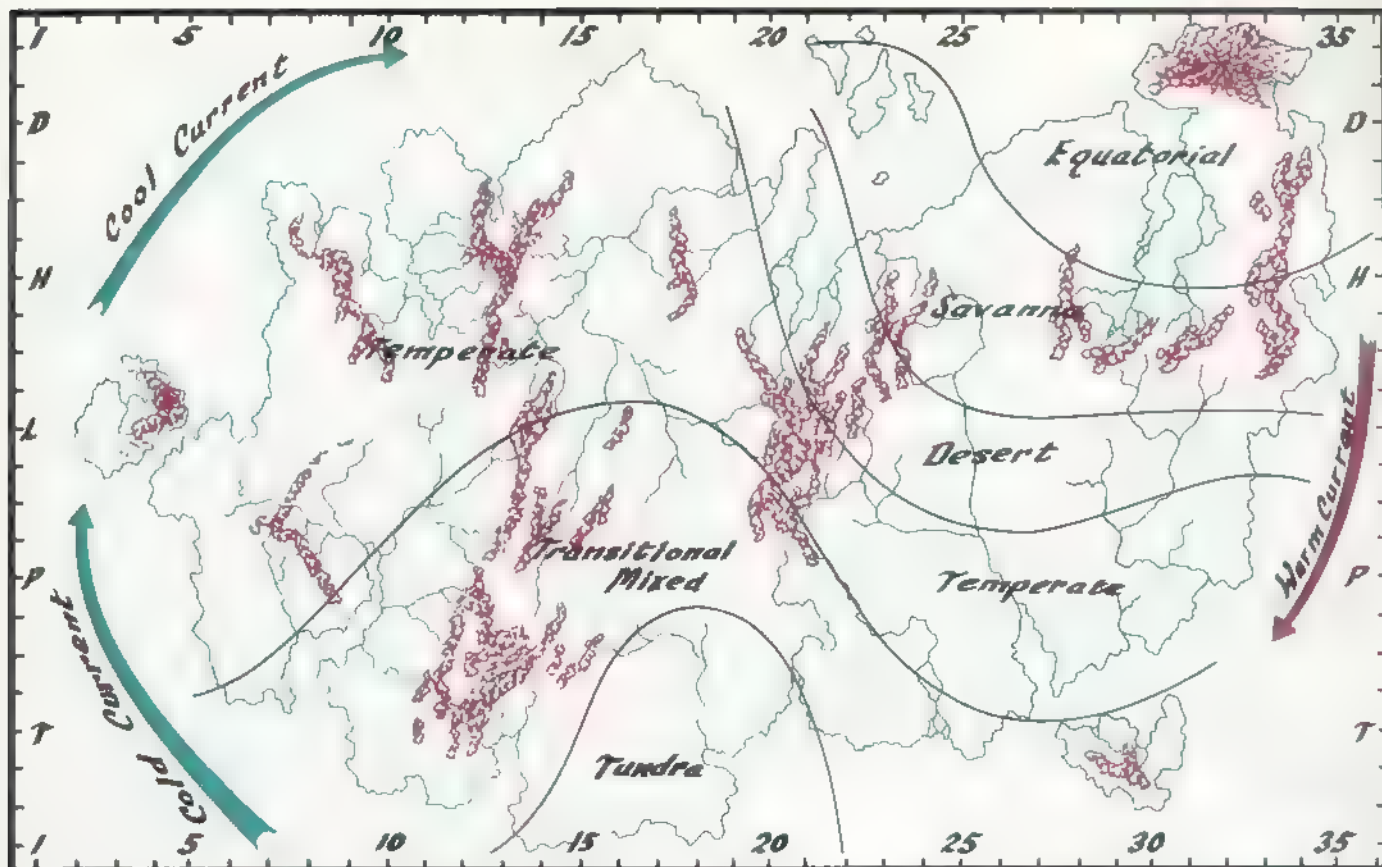 1 5 10 15 20 25 35
Cool Current
D D
Equatorial
H H
Savanna
Temperate
L L
Desert
Warm Current
Transitional
Mixed
P P
Temperate
Cold Current
T T
Tundra
1 5 10 15 20 25 30 35